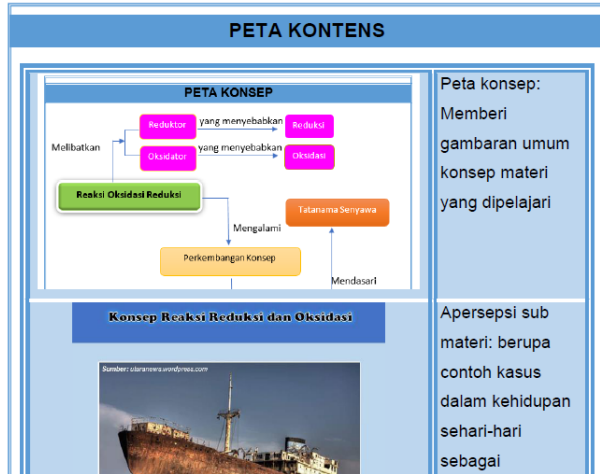 PETA KONTENS
PETA KONSEP
Reduktor
yang menyebabkan
Reduksi
Melibatkan
Oksidator
yang menyebabkan
Oksidasi
Reaksi Oksidasi Reduksi
Tatanama Senyawa
Mengalami
Perkembangan Konsep
Mendasari
Peta konsep:
Memberi
gambaran umum
konsep materi
yang dipelajari
Konsep Reaksi Reduksi dan Oksidasi
Sumber: utaranews.wordpress.com
Apersepsi sub
materi: berupa
contoh kasus
dalam kehidupan
sehari-hari
sebagai